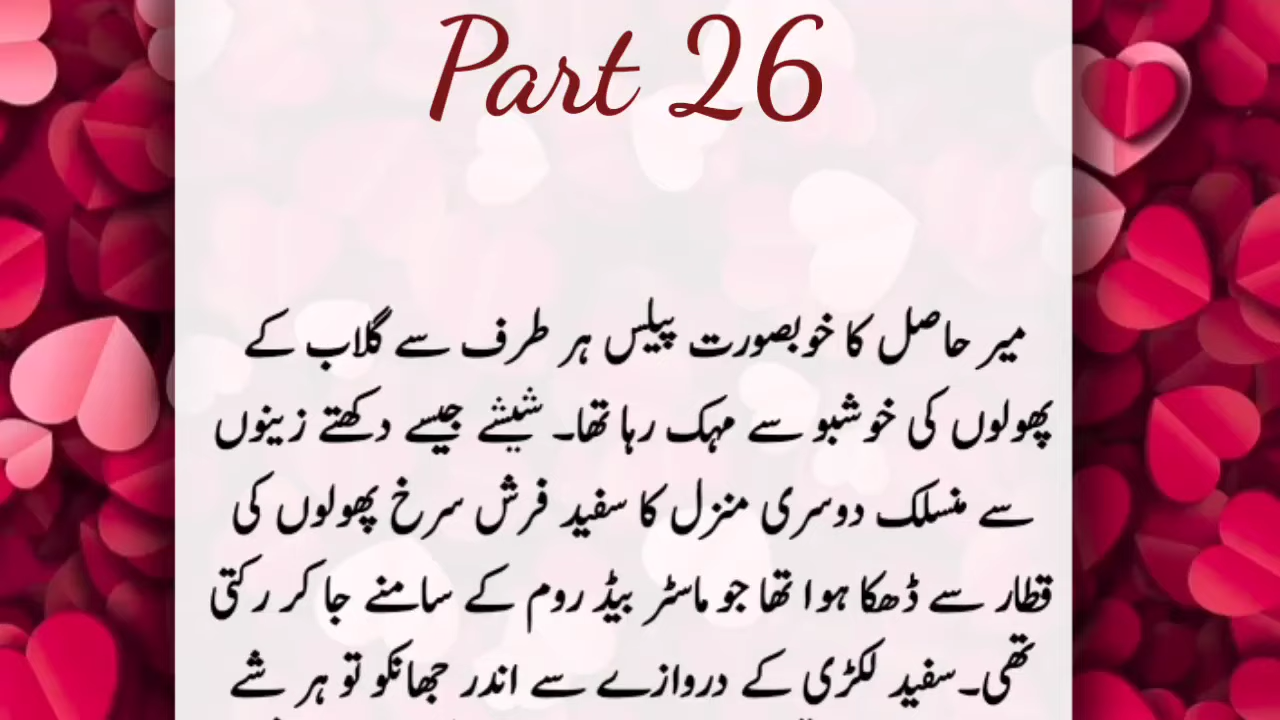 Part 26
میر حاصل کا خوبصورت پیلس ہر طرف سے گلاب کے
پھولوں کی خوشبو سے مہک رہا تھا۔ شیشے جیسے دکھتے زینوں
سے منسلک دوسری منزل کا سفید فرش سرخ پھولوں کی
قطار سے ڈھکا ہوا تھا جو ماسٹر بیڈ روم کے سامنے جا کر رکتی
تھی۔سفید لکڑی کے دروازے سے اندر جھانکو تو ہر شے